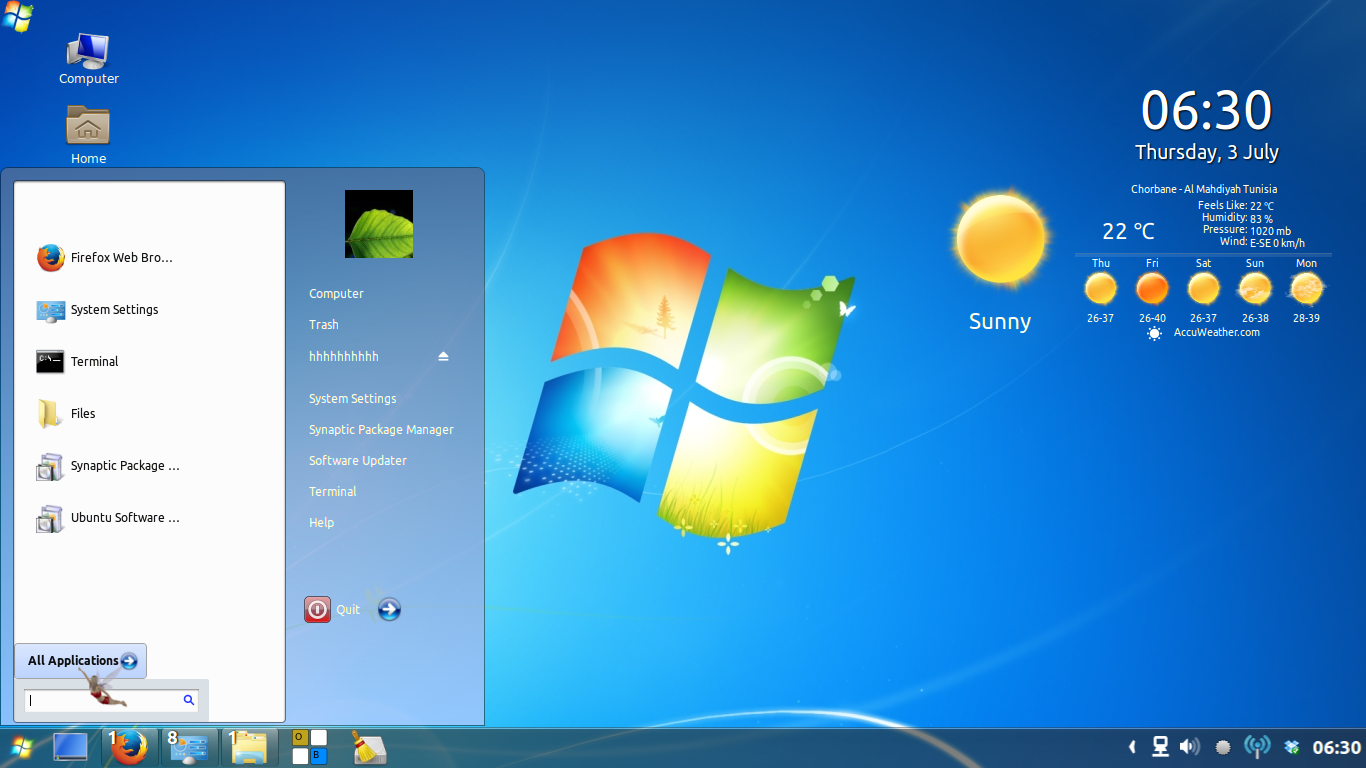 Computer
Home
Firefox Web Bro...
System Settings
Terminal
Files
Synaptic Package ...
Ubuntu Software ...
All Applications
Computer
Trash
hhhhhhhhhh
System Settings
Synaptic Package Manager
Software Updater
Terminal
Help
Quit
06:30
Thursday, 3 July
Chorbane - Al Mahdiyah Tunisia
Feels Like: 22 °C
Humidity: 83 %
Pressure: 1020 mb
Wind: E-SE 0 km/h
22 °C
Sunny
Thu Fri Sat Sun Mon
26-37 26-40 26-37 26-38 28-39
AccuWeather.com
1 8 1 O B
06:30